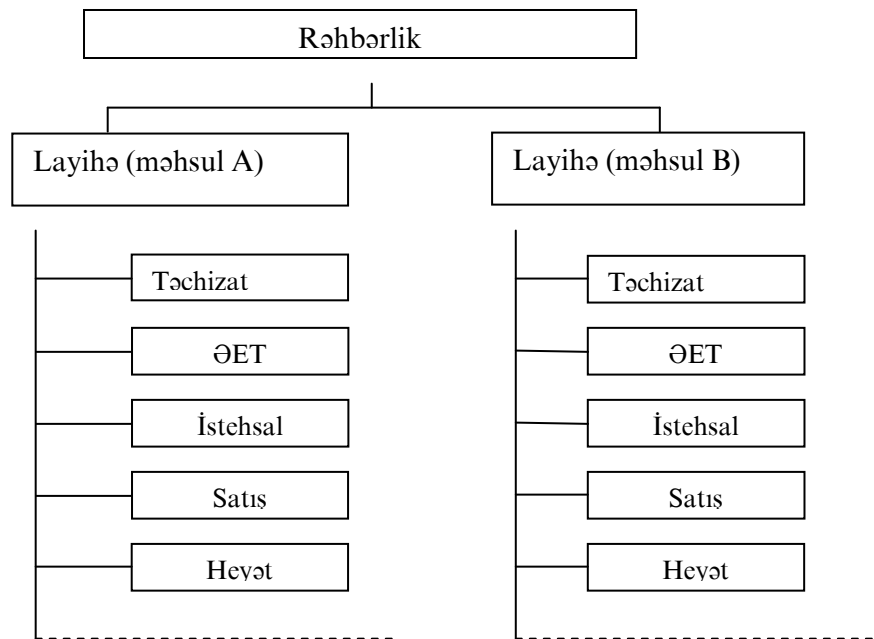 Rəhbərlik
Layihə (məhsul A)
Təchizat
ƏET
İstehsal
Satış
Heyət
Layihə (məhsul B)
Təchizat
ƏET
İstehsal
Satış
Heyət